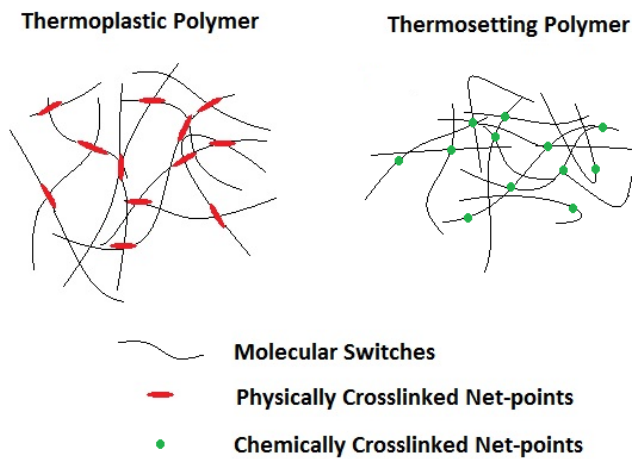 Thermoplastic Polymer
Thermosetting Polymer
Molecular Switches
Physically Crosslinked Net-points
Chemically Crosslinked Net-points